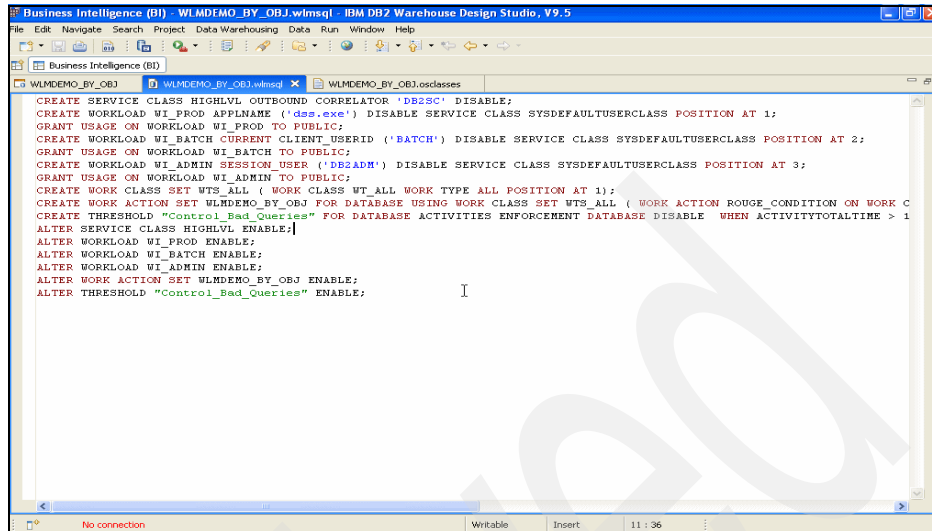 Business Intelligence (BI) - WLMDEMO_BY_OBJ.wlmsql - IBM DB2 Warehouse Design Studio, V9.5
File Edit Navigate Search Project Data Warehousing Data Run Window Help
Business Intelligence (BI)
WLMDEMO_BY_OBJ WLMDEMO_BY_OBJ.wlmsql WLMDEMO_BY_OBJ.osclasses
CREATE SERVICE CLASS HIGHLVL OUTBOUND CORRELATOR 'DB2SC' DISABLE;
CREATE WORKLOAD WI_PROD APPLNAME ('dss.exe') DISABLE SERVICE CLASS SYSDEFAULTUSERCLASS POSITION AT 1;
GRANT USAGE ON WORKLOAD WI_PROD TO PUBLIC;
CREATE WORKLOAD WI_BATCH CURRENT CLIENT_USERID ('BATCH') DISABLE SERVICE CLASS SYSDEFAULTUSERCLASS POSITION AT 2;
GRANT USAGE ON WORKLOAD WI_BATCH TO PUBLIC;
CREATE WORKLOAD WI_ADMIN SESSION_USER ('DB2ADM') DISABLE SERVICE CLASS SYSDEFAULTUSERCLASS POSITION AT 3;
GRANT USAGE ON WORKLOAD WI_ADMIN TO PUBLIC;
CREATE WORK CLASS SET WTS_ALL ( WORK CLASS WT_ALL WORK TYPE ALL POSITION AT 1);
CREATE WORK ACTION SET WLMDEMO_BY_OBJ FOR DATABASE USING WORK CLASS SET WTS_ALL ( WORK ACTION ROUGE_CONDITION ON WORK C
CREATE THRESHOLD "Control_Bad_Queries" FOR DATABASE ACTIVITIES ENFORCEMENT DATABASE DISABLE WHEN ACTIVITYTOTALTIME > 1
ALTER SERVICE CLASS HIGHLVL ENABLE;
ALTER WORKLOAD WI_PROD ENABLE;
ALTER WORKLOAD WI_BATCH ENABLE;
ALTER WORKLOAD WI_ADMIN ENABLE;
ALTER WORK ACTION SET WLMDEMO_BY_OBJ ENABLE;
ALTER THRESHOLD "Control_Bad_Queries" ENABLE;
No connection Writable Insert 11 : 36